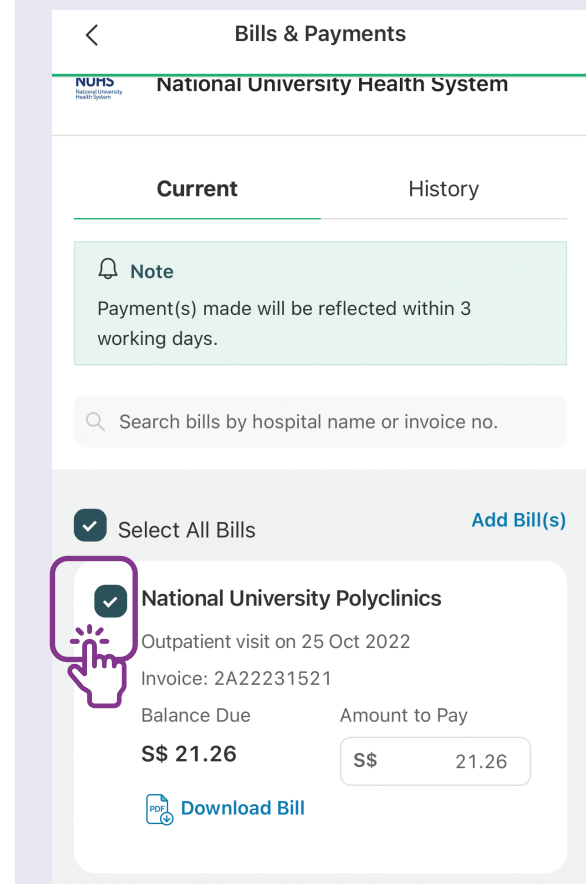 Bills & Payments
NUHS
National University
Health System
National University Health System
Current
History
Note
Payment(s) made will be reflected within 3
working days.
Search bills by hospital name or invoice no.
Select All Bills
Add Bill(s)
National University Polyclinics
Outpatient visit on 25 Oct 2022
Invoice: 2A22231521
Balance Due
Amount to Pay
S$ 21.26
S$ 21.26
PDF
Download Bill